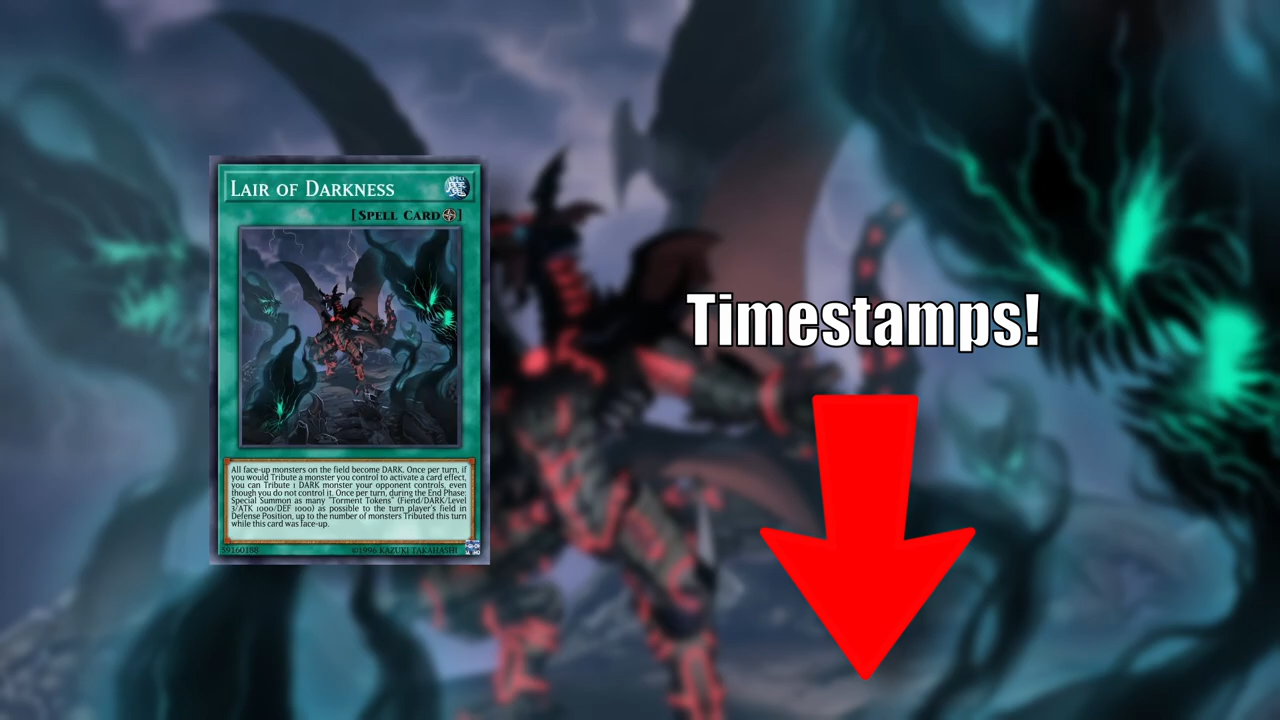 LAIR OF DARKNESS
[SPELL CARD]
All face-up monsters on the field become DARK. Once per turn, if
you would Tribute a monster you control to activate a card effect,
you can Tribute 1 DARK monster your opponent controls, even
though you do not control it. Once per turn, during the End Phase:
Special Summon as many "Torment Tokens" (Fiend/DARK/Level
3/ATK 1000/DEF 1000) as possible to the turn player's field in
Defense Position, up to the number of monsters Tributed this turn
while this card was face-up.
59160188
©1996 KAZUKI TAKAHASHI
Timestamps!